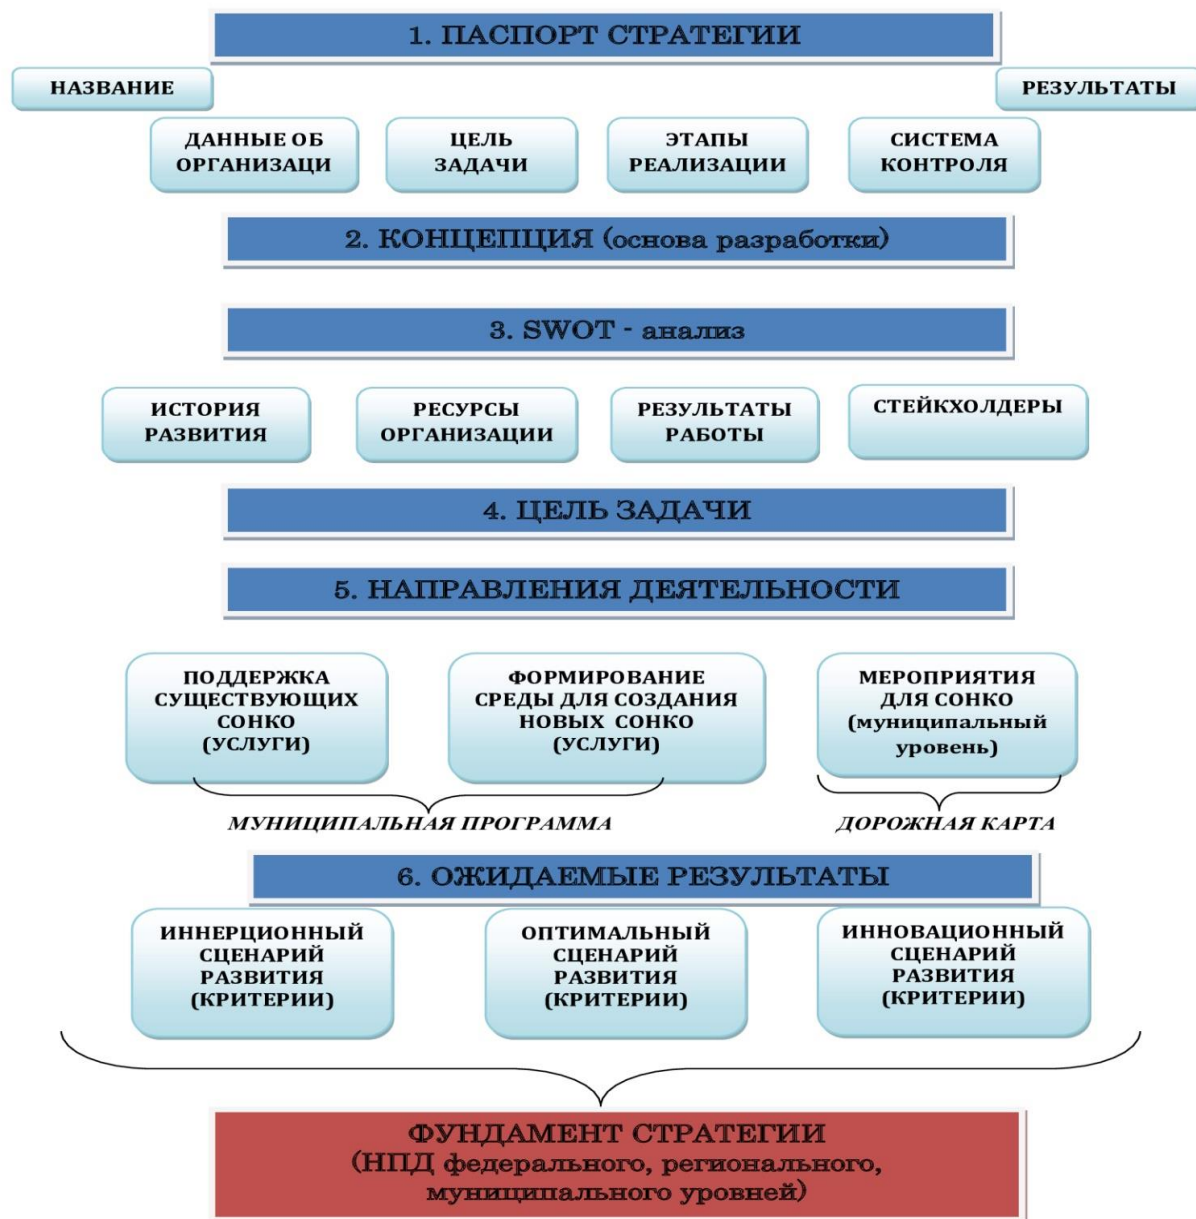 1. ПАСПОРТ СТРАТЕГИИ
НАЗВАНИЕ
РЕЗУЛЬТАТЫ
ДАННЫЕ ОБ
ОРГАНИЗАЦИ
ЦЕЛЬ
ЗАДАЧИ
ЭТАПЫ
РЕАЛИЗАЦИИ
СИСТЕМА
КОНТРОЛЯ
2. КОНЦЕПЦИЯ (основа разработки)
3. SWOT - анализ
ИСТОРИЯ
РАЗВИТИЯ
РЕСУРСЫ
ОРГАНИЗАЦИИ
РЕЗУЛЬТАТЫ
РАБОТЫ
СТЕЙКХОЛДЕРЫ
4. ЦЕЛЬ ЗАДАЧИ
5. НАПРАВЛЕНИЯ ДЕЯТЕЛЬНОСТИ
ПОДДЕРЖКА
СУЩЕСТВУЮЩИХ
СОНКО
(УСЛУГИ)
ФОРМИРОВАНИЕ
СРЕДЫ ДЛЯ СОЗДАНИЯ
НОВЫХ СОНКО
(УСЛУГИ)
МЕРОПРИЯТИЯ
ДЛЯ СОНКО
(муниципальный
уровень)
МУНИЦИПАЛЬНАЯ ПРОГРАММА
ДОРОЖНАЯ КАРТА
6. ОЖИДАЕМЫЕ РЕЗУЛЬТАТЫ
ИННЕРЦИОННЫЙ
СЦЕНАРИЙ
РАЗВИТИЯ
(КРИТЕРИИ)
ОПТИМАЛЬНЫЙ
СЦЕНАРИЙ
РАЗВИТИЯ
(КРИТЕРИИ)
ИННОВАЦИОННЫЙ
СЦЕНАРИЙ
РАЗВИТИЯ
(КРИТЕРИИ)
ФУНДАМЕНТ СТРАТЕГИИ
(НПД федерального, регионального,
муниципального уровней)